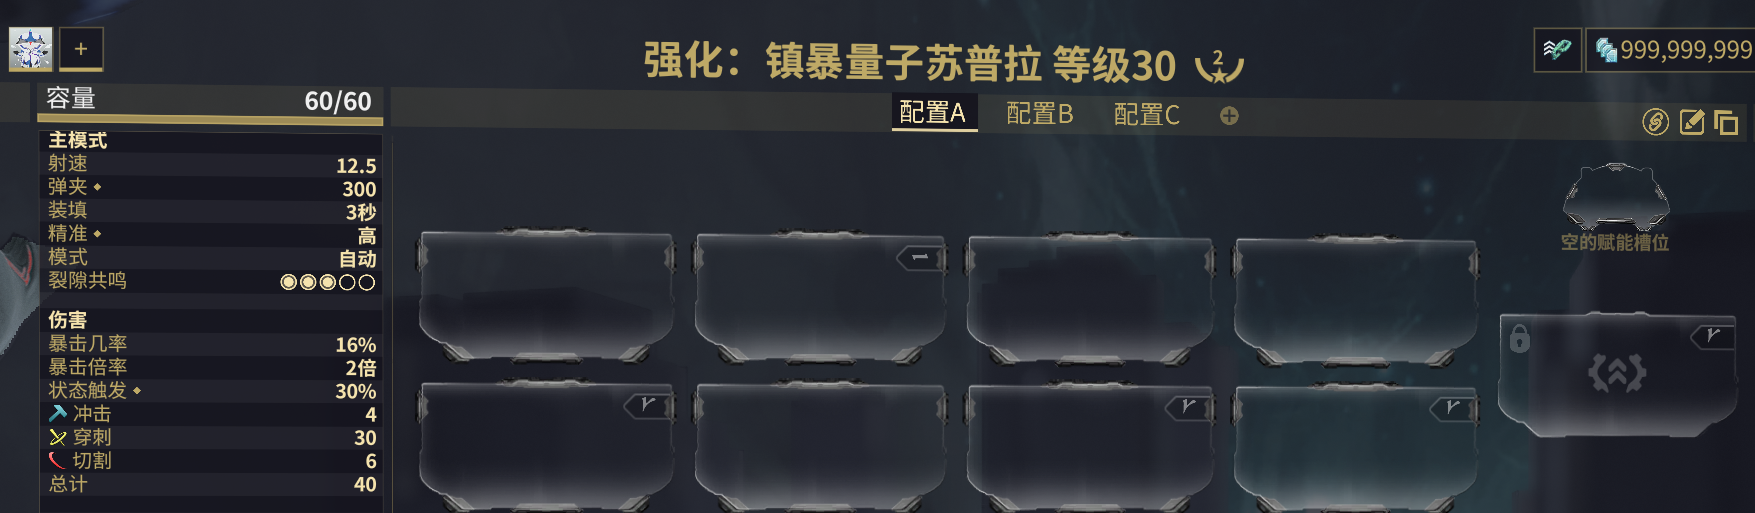 +
强化：镇暴量子苏普拉 等级30 2
999,999,999
容量 60/60
配置A 配置B 配置C
主模式
射速 12.5
弹夹 300
装填 3秒
精准 高
模式 自动
裂隙共鸣
空的赋能槽位
伤害
暴击几率 16%
暴击倍率 2倍
状态触发 30%
冲击 4
穿刺 30
切割 6
总计 40